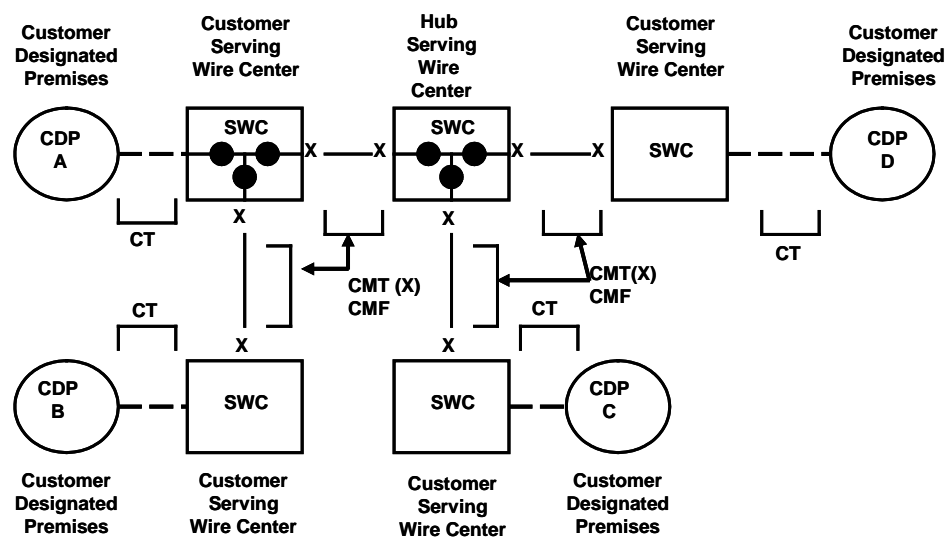 Customer
Designated
Premises
Customer
Serving
Wire Center
Hub
Serving
Wire
Center
Customer
Serving
Wire Center
Customer
Designated
Premises
CDP
A
SWC
X
X
SWC
X
X
SWC
CDP
D
CT
X
X
CT
CMT (X)
CMF
CMT(X)
CMF
CT
CT
X
X
CDP
B
SWC
SWC
CDP
C
Customer
Designated
Premises
Customer
Serving
Wire Center
Customer
Serving
Wire Center
Customer
Designated
Premises